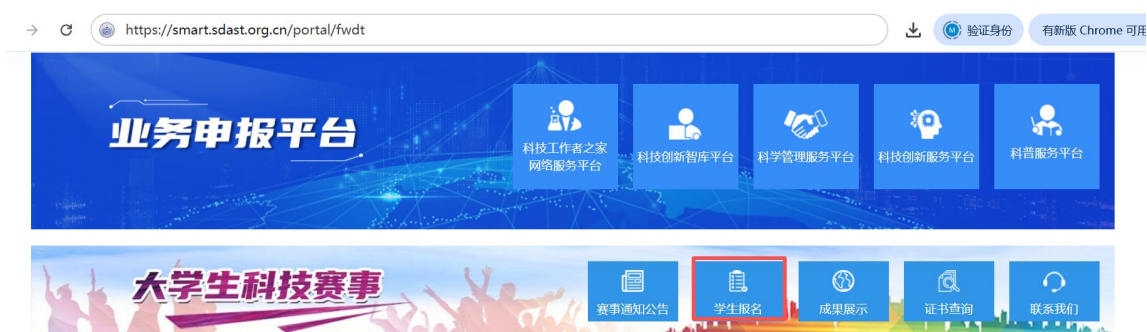 https://smart.sdast.org.cn/portal/fwdt
验证身份
有新版 Chrome 可用
业务申报平台
科技工作者之家
网络服务平台
科技创新智库平台
科学管理服务平台
科技创新服务平台
科普服务平台
大学生科技赛事
赛事通知公告
学生报名
成果展示
证书查询
联系我们